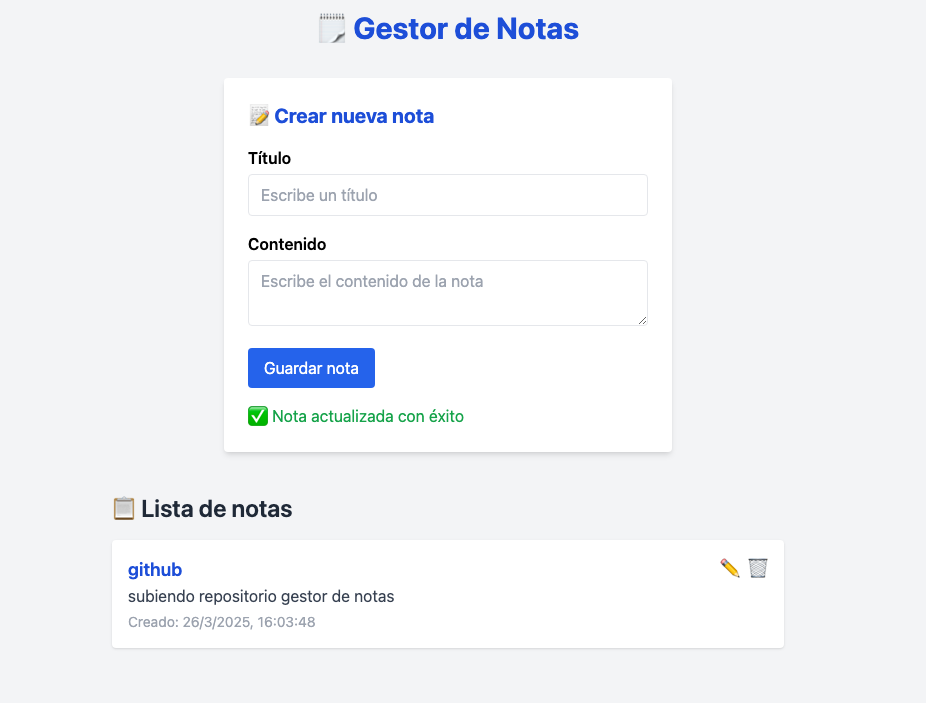 Gestor de Notas
Crear nueva nota
Título
Escribe un título
Contenido
Escribe el contenido de la nota
Guardar nota
✅ Nota actualizada con éxito
Lista de notas
github
subiendo repositorio gestor de notas
Creado: 26/3/2025, 16:03:48